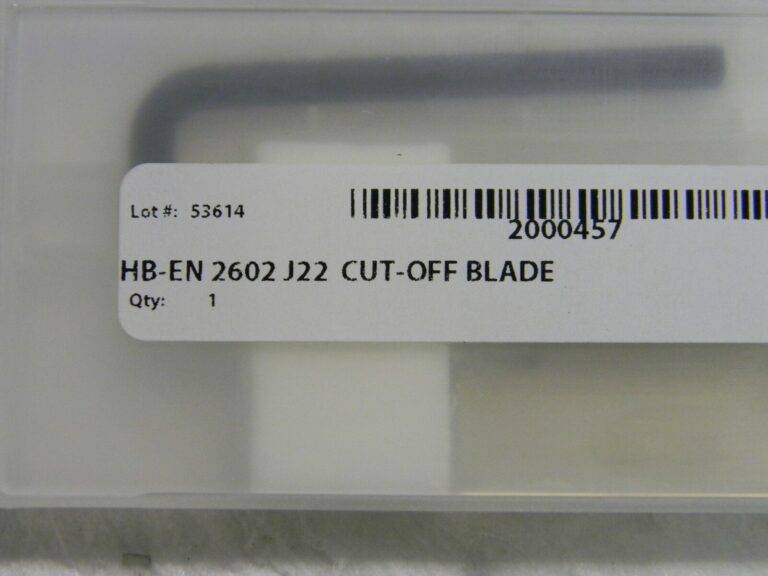 Lot #: 53614
2000457
HB-EN 2602 J22 CUT-OFF BLADE
Qty: 1